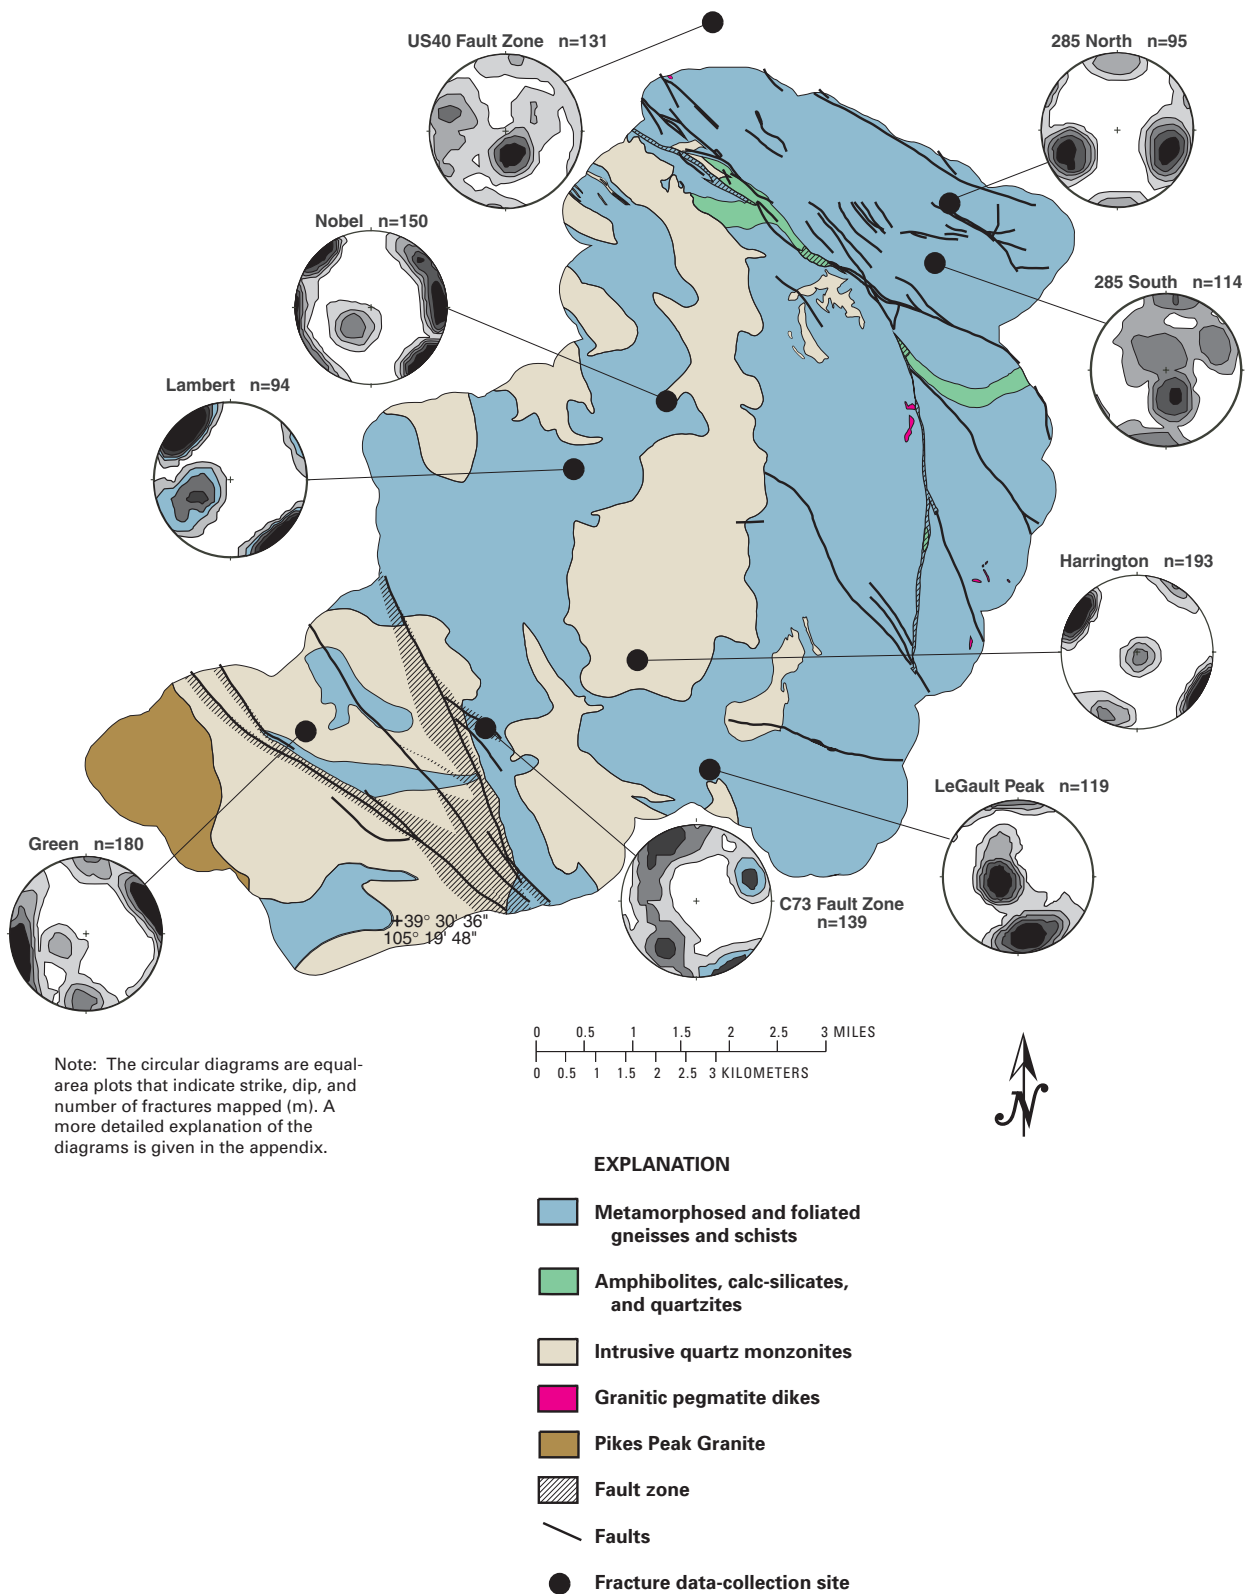 US40 Fault Zone n=131
285 North n=95
Nobel n=150
285 South n=114
Lambert n=94
Harrington n=193
LeGault Peak n=119
Green n=180
C73 Fault Zone
n=139
+39° 30' 36"
105° 19' 48"
0 0.5 1 1.5 2 2.5 3 MILES
0 0.5 1 1.5 2 2.5 3 KILOMETERS
N
Note: The circular diagrams are equal-
area plots that indicate strike, dip, and
number of fractures mapped (m). A
more detailed explanation of the
diagrams is given in the appendix.
EXPLANATION
Metamorphosed and foliated
gneisses and schists
Amphibolites, calc-silicates,
and quartzites
Intrusive quartz monzonites
Granitic pegmatite dikes
Pikes Peak Granite
Fault zone
Faults
Fracture data-collection site